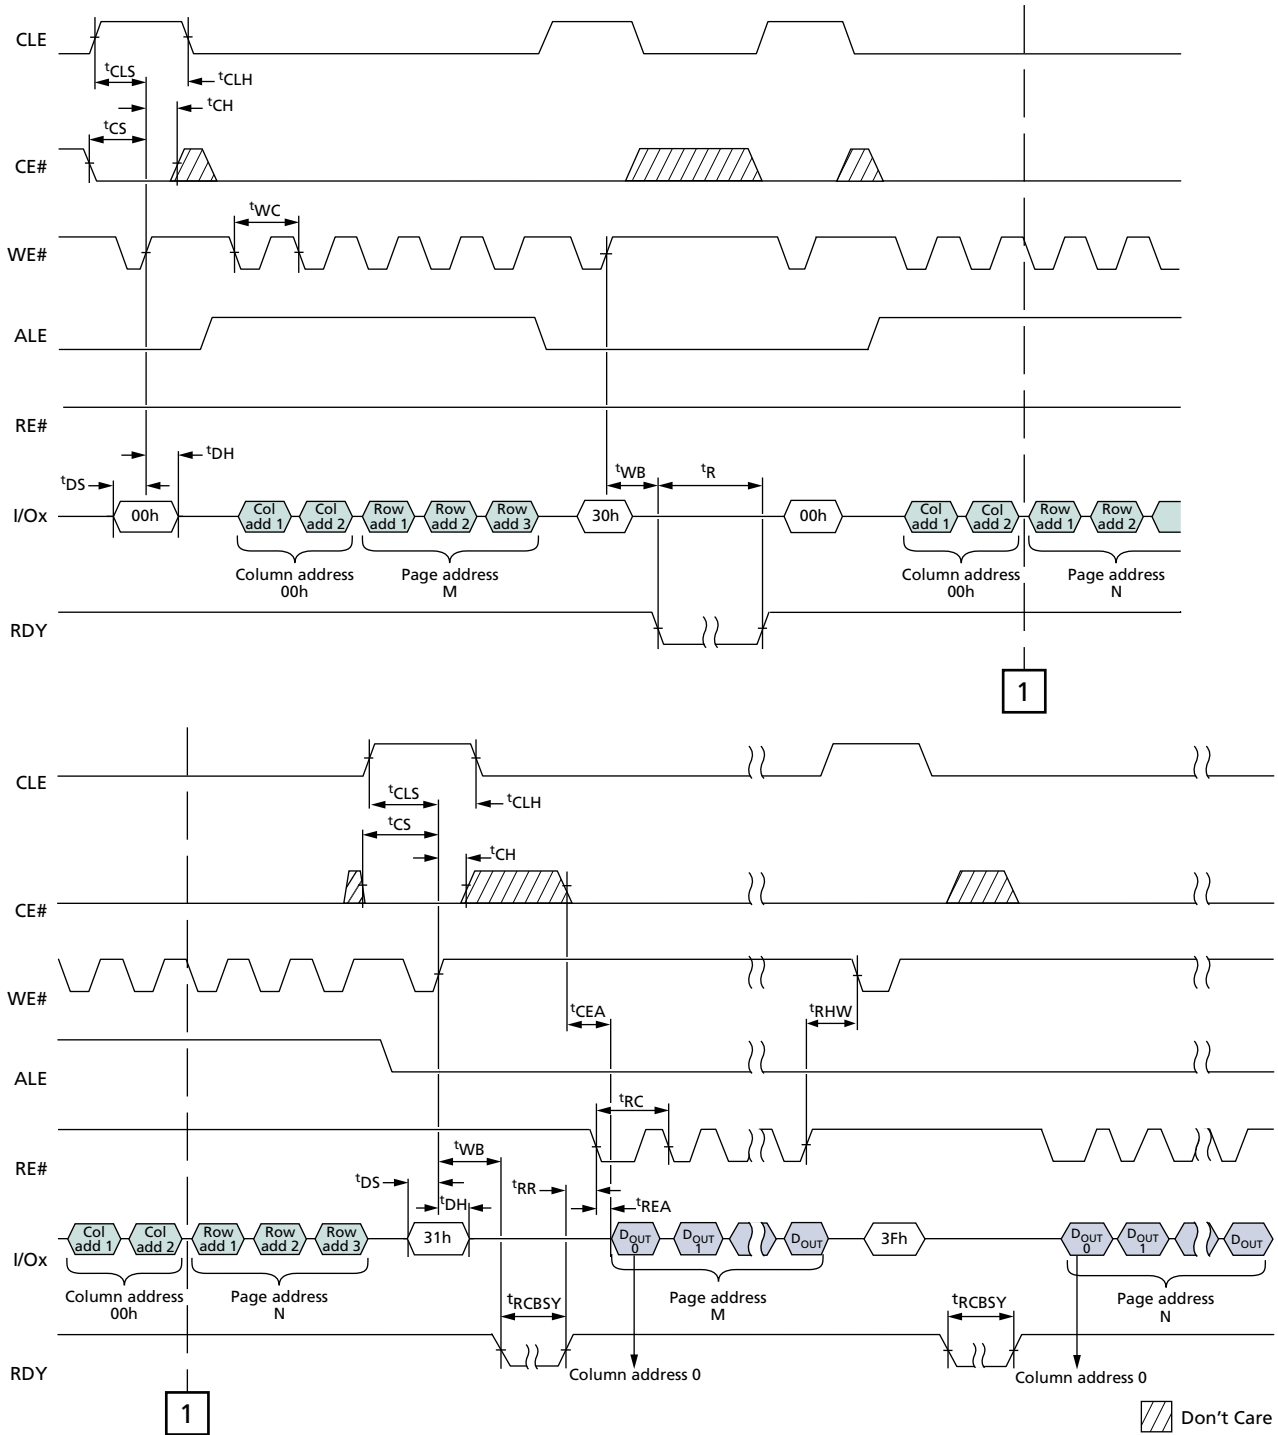 CLE
tCLS
tCLH
tCH
tCS
CE#
tWC
WE#
ALE
RE#
tDH
tDS
tWB
tR
I/Ox
00h
Col add 1
Col add 2
Row add 1
Row add 2
Row add 3
30h
00h
Col add 1
Col add 2
Row add 1
Row add 2
Column address
00h
Page address
M
Column address
00h
Page address
N
RDY
1
CLE
tCLS
tCLH
tCS
tCH
CE#
WE#
tCEA
tRHW
ALE
tRC
RE#
tWB
tDS
tRR
tDH
tREA
I/Ox
Col add 1
Col add 2
Row add 1
Row add 2
Row add 3
31h
DOUT 0
DOUT 1
DOUT
3Fh
DOUT 0
DOUT 1
DOUT
Column address
00h
Page address
N
tRCBSY
Page address
M
tRCBSY
Page address
N
RDY
Column address 0
Column address 0
1
Don't Care